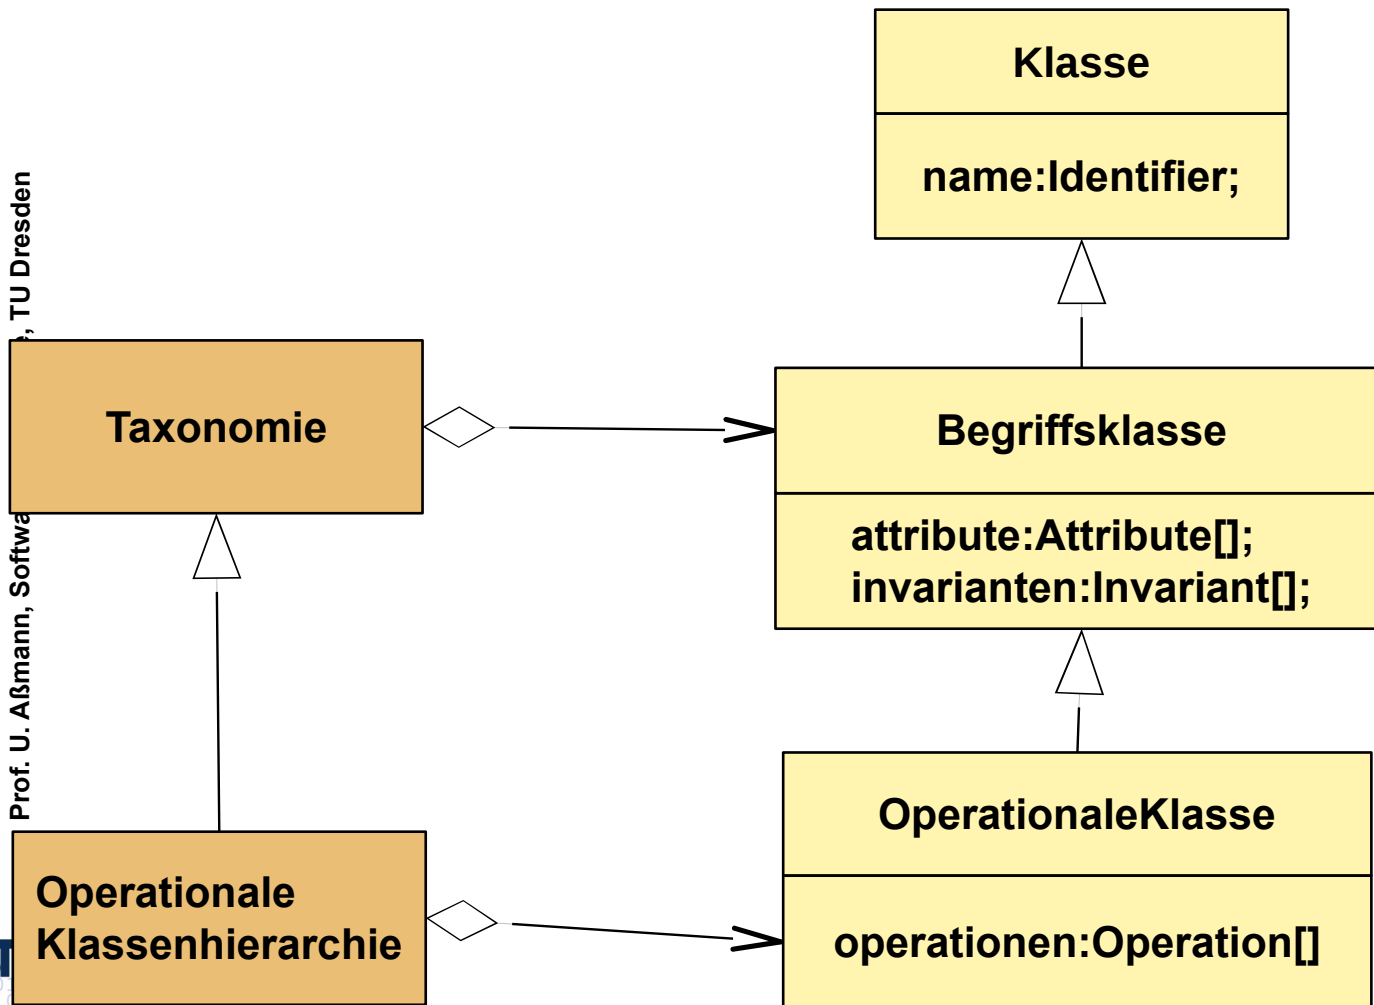 Klasse
name:Identifier;
Prof. U. Aßmann, Softwa
, TU Dresden
Taxonomie
Begriffsklasse
attribute:Attribute[];
invarianten:Invariant[];
OperationaleKlasse
Operationale
Klassenhierarchie
operationen:Operation[]